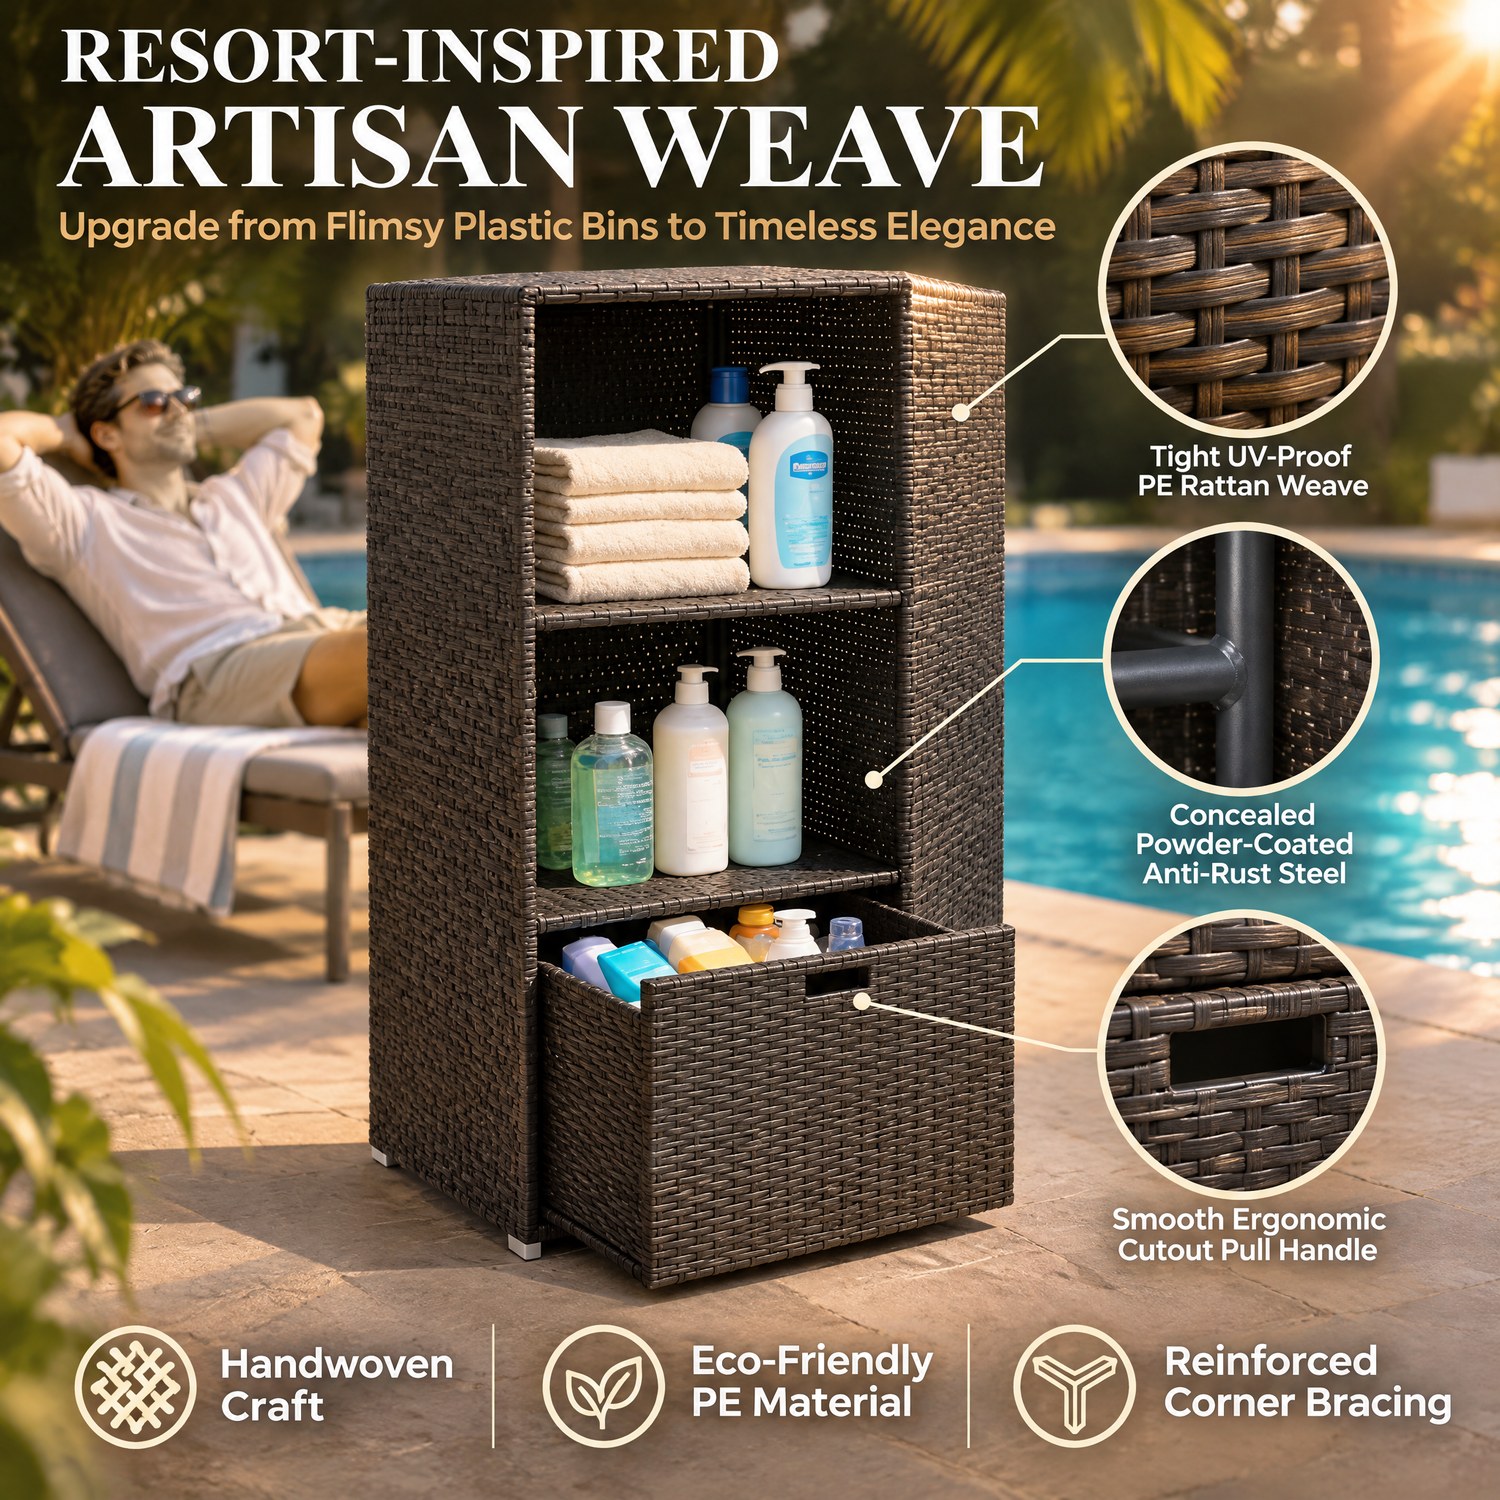 RESORT-INSPIRED
ARTISAN WEAVE
Upgrade from Flimsy Plastic Bins to Timeless Elegance
Tight UV-Proof
PE Rattan Weave
Concealed
Powder-Coated
Anti-Rust Steel
Smooth Ergonomic
Cutout Pull Handle
Handwoven
Craft
Eco-Friendly
PE Material
Reinforced
Corner Bracing